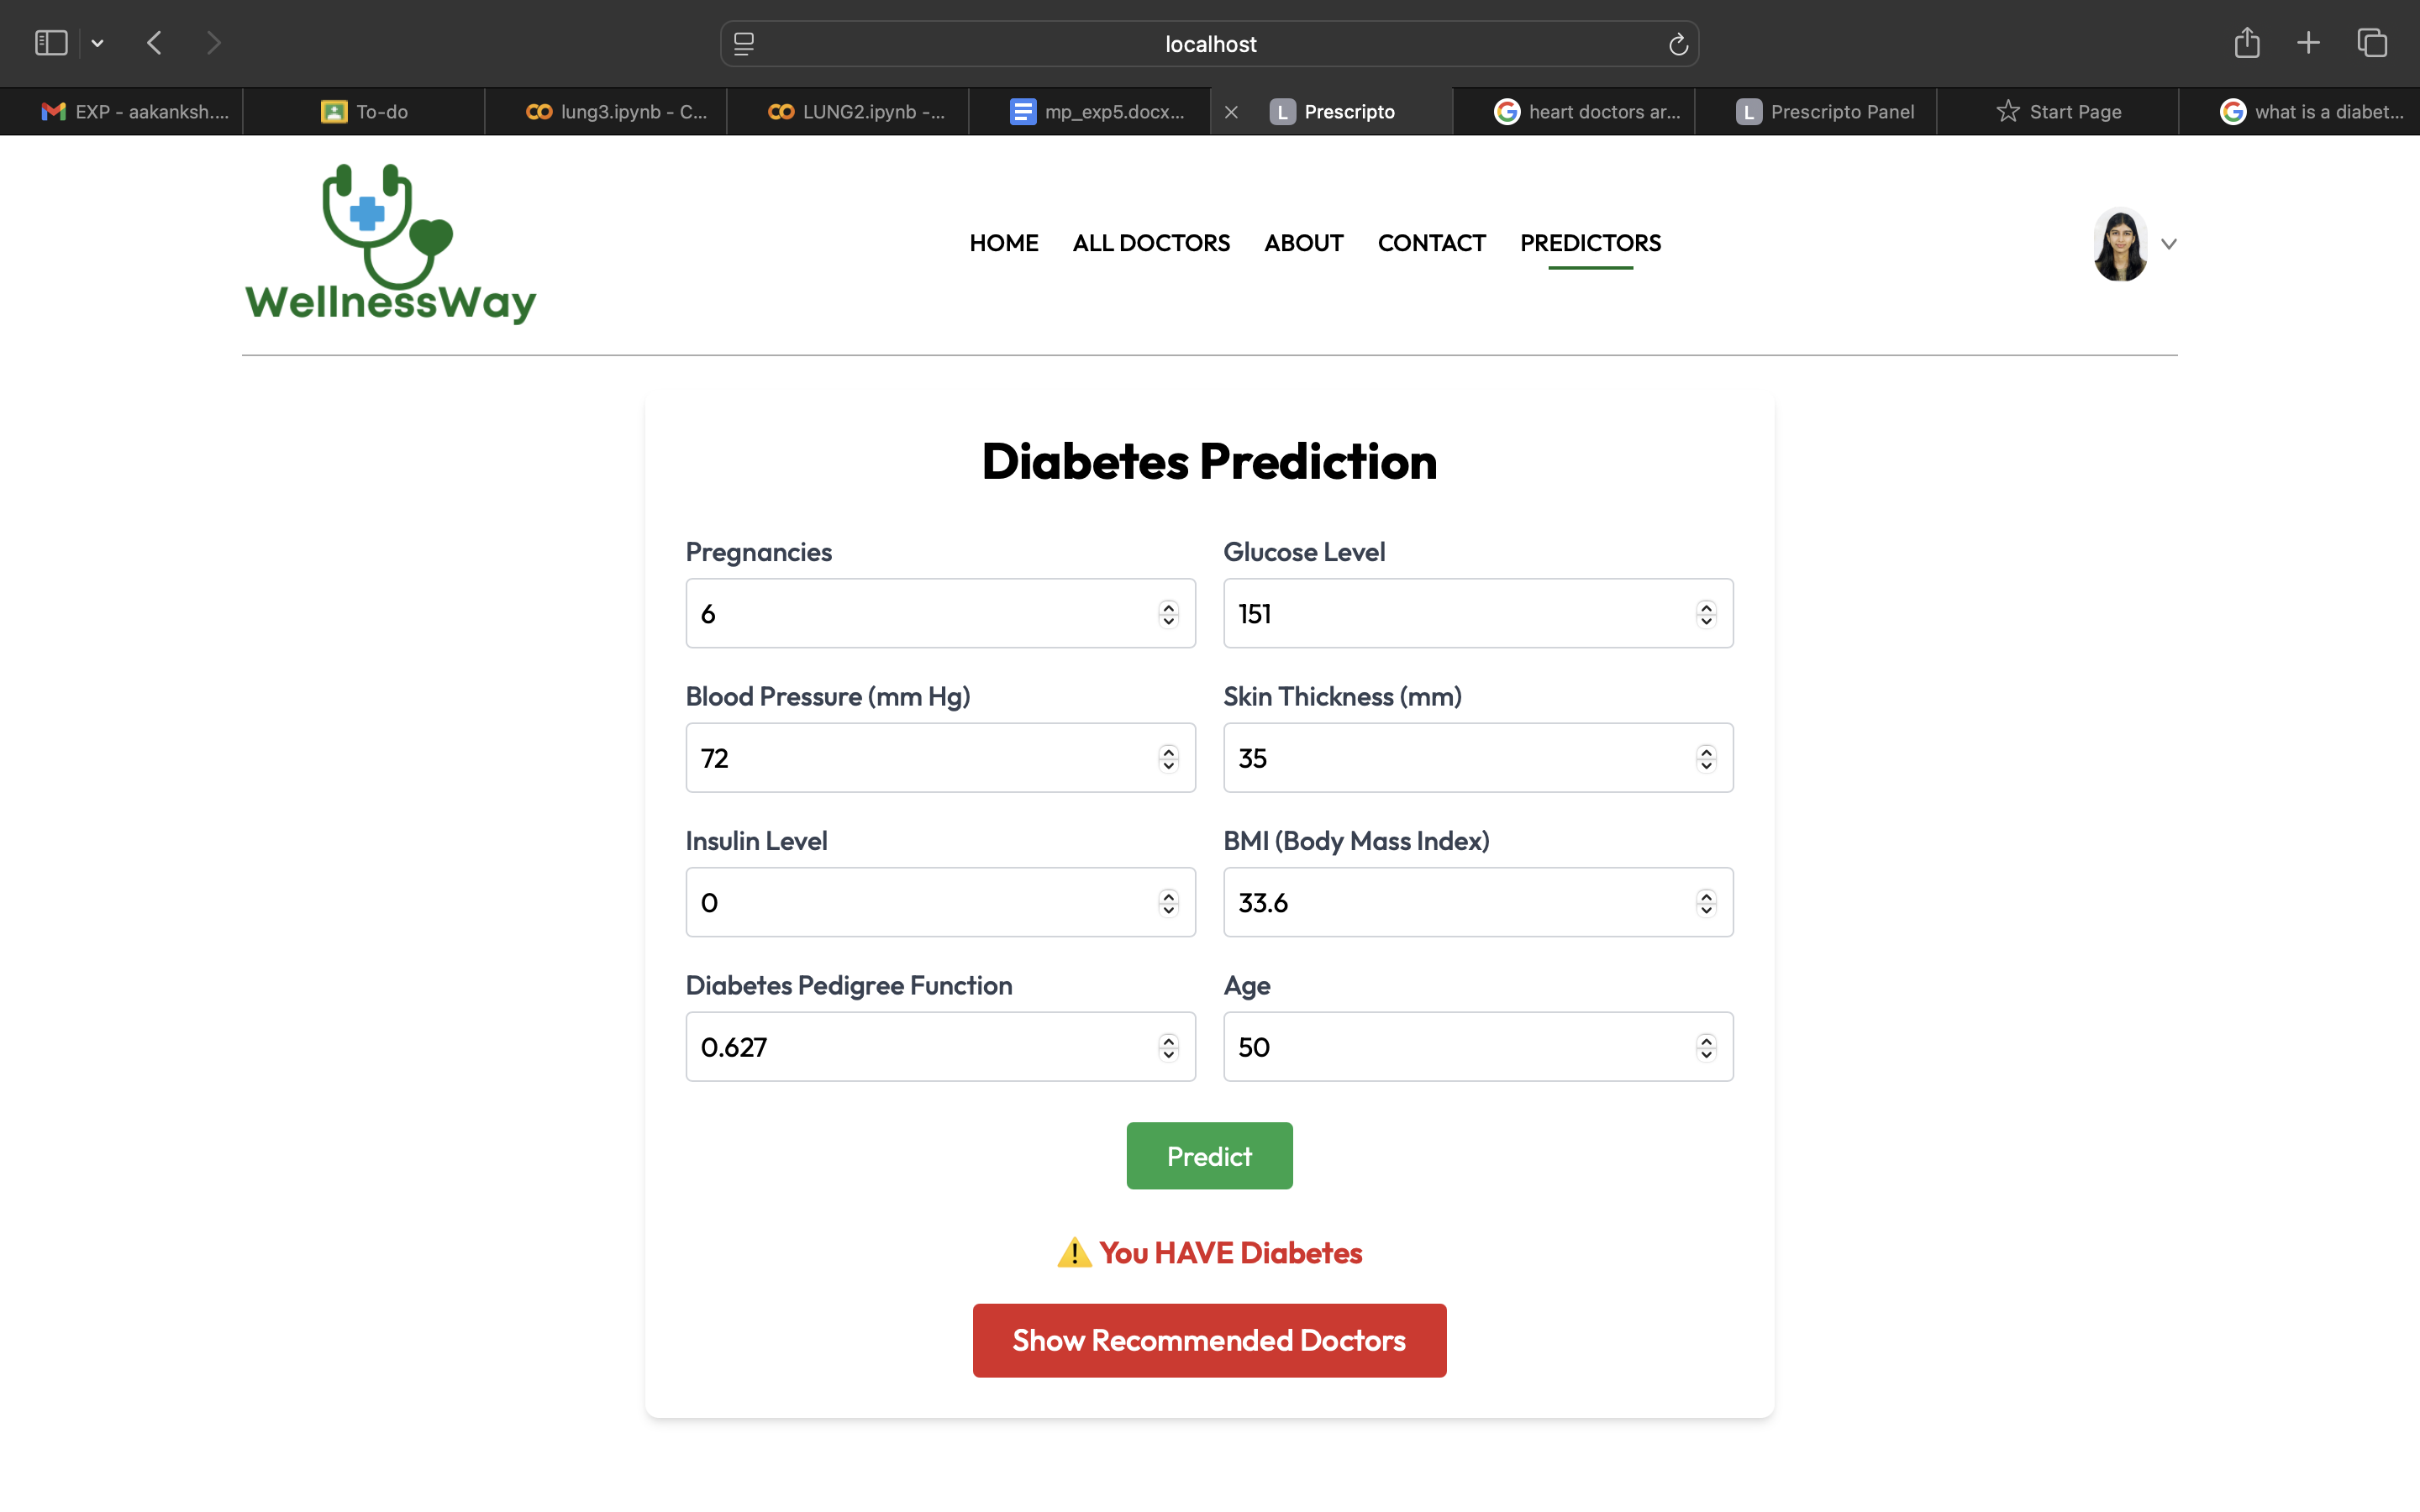 localhost
EXP - aakanksh....
To-do
lung3.ipynb - C...
LUNG2.ipynb -...
mp_exp5.docx...
L Prescripto
heart doctors ar...
L Prescripto Panel
Start Page
what is a diabet...
WellnessWay
HOME ALL DOCTORS ABOUT CONTACT PREDICTORS
Diabetes Prediction
Pregnancies Glucose Level
6 151
Blood Pressure (mm Hg) Skin Thickness (mm)
72 35
Insulin Level BMI (Body Mass Index)
0 33.6
Diabetes Pedigree Function Age
0.627 50
Predict
⚠️ You HAVE Diabetes
Show Recommended Doctors